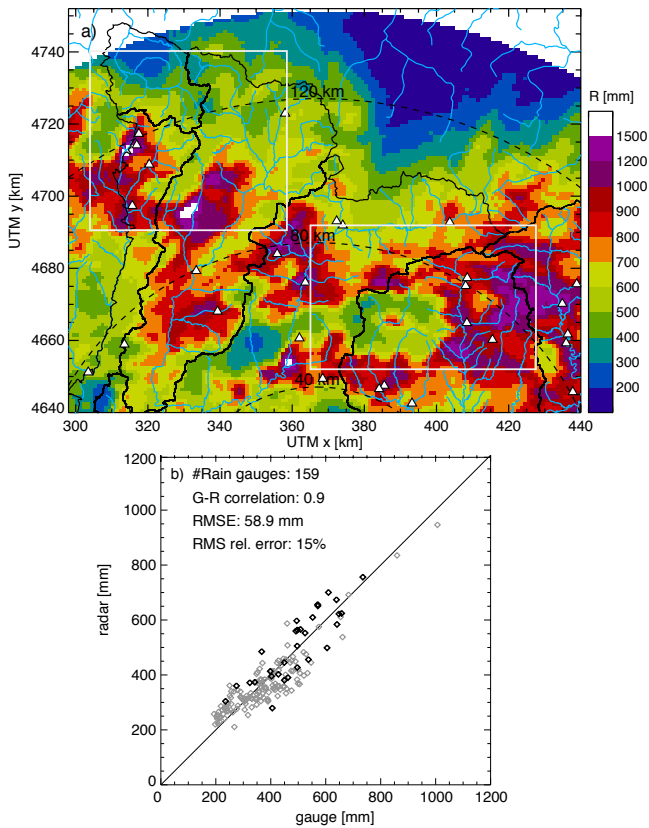 a)
4740
4720
4700
4680
4660
4640
UTM y [km]
120 km
80 km
40 km
300
320
340
360
380
400
420
440
UTM x [km]
R [mm]
1500
1200
1000
900
800
700
600
500
400
300
200
b) #Rain gauges: 159
G-R correlation: 0.9
RMSE: 58.9 mm
RMS rel. error: 15%
1200
1000
800
600
400
200
0
radar [mm]
0 200 400 600 800 1000 1200
gauge [mm]